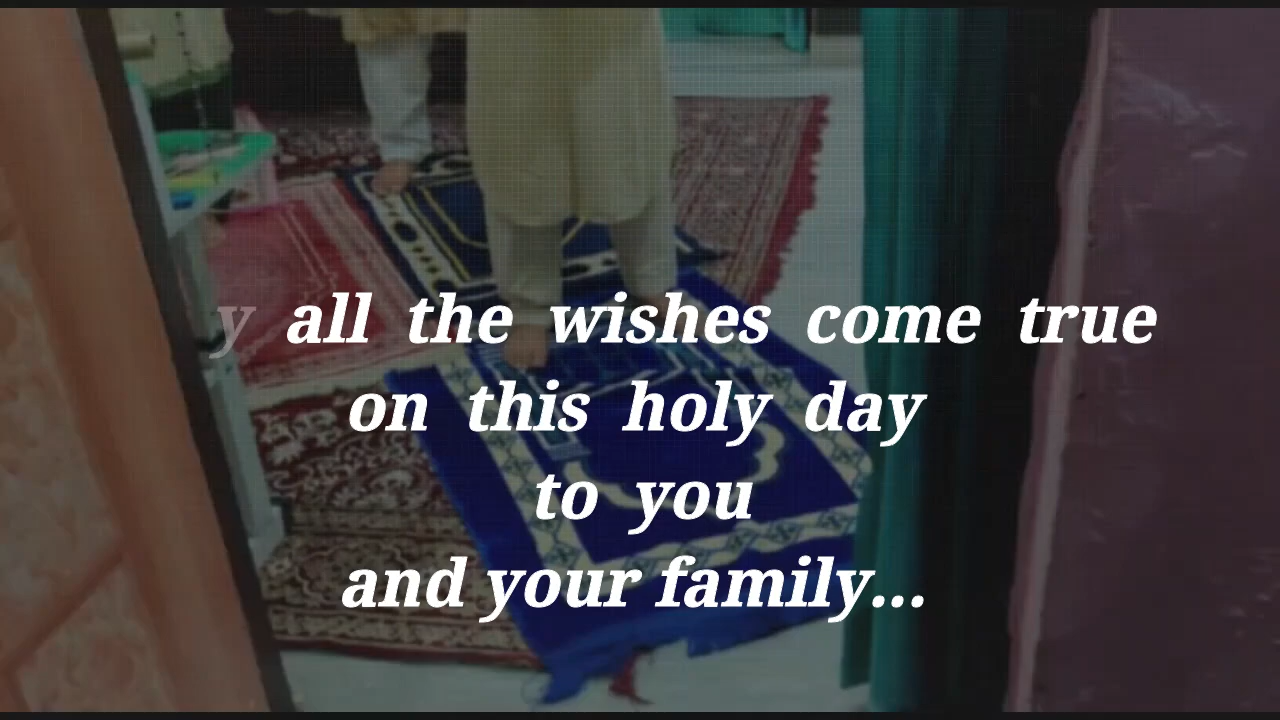 y all the wishes come true
on this holy day
to you
and your family...